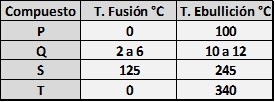 Compuesto T. Fusión °C T. Ebullición °C
P 0 100
Q 2 a 6 10 a 12
S 125 245
T 0 340